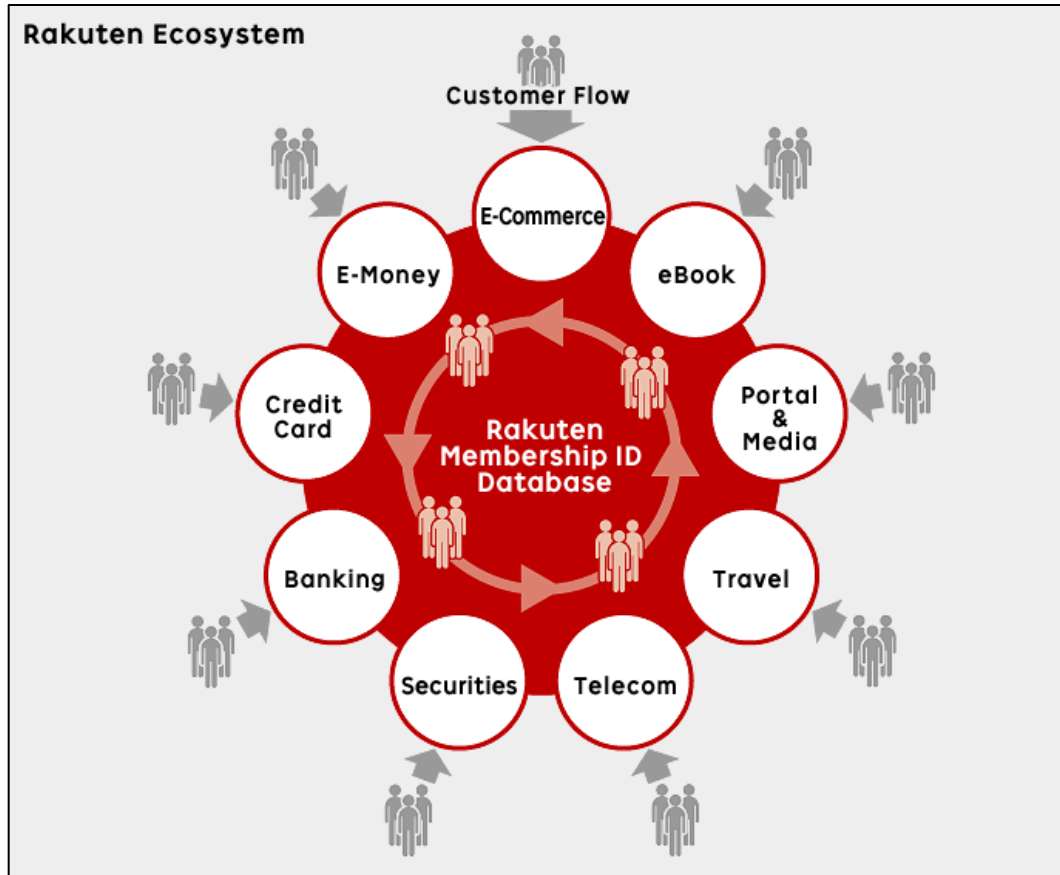 Rakuten Ecosystem
Customer Flow
E-Commerce
eBook
Portal
&
Media
Travel
Telecom
Securities
Banking
Credit
Card
E-Money
Rakuten
Membership ID
Database